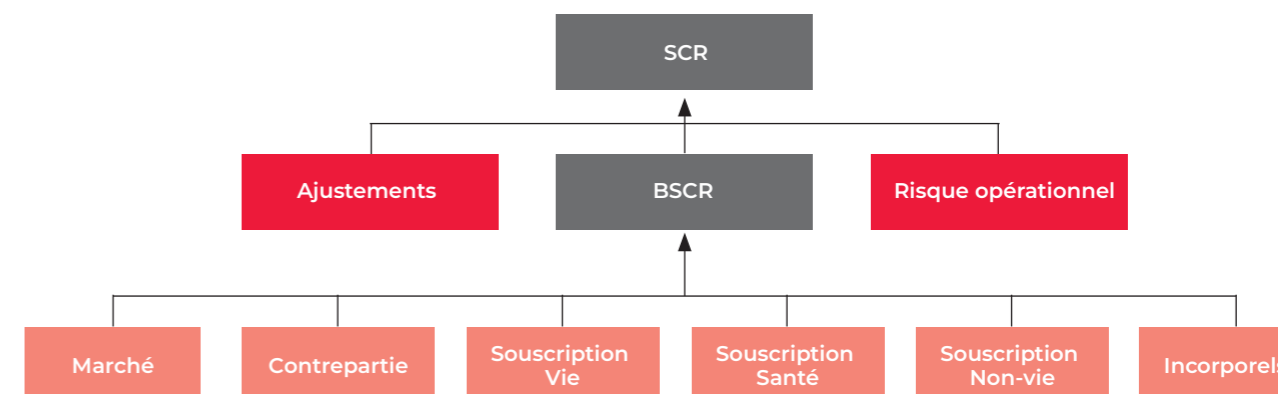 SCR
Ajustements
BSCR
Risque opérationnel
Marché
Contrepartie
Souscription
Vie
Souscription
Santé
Souscription
Non-vie
Incorporels